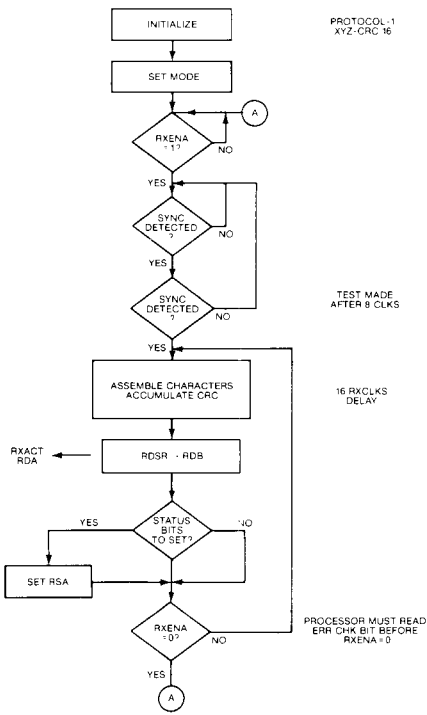 INITIALIZE
PROTOCOL-1
XYZ-CRC 16
SET MODE
A
RXENA
=1?
NO
YES
SYNC
DETECTED
?
NO
YES
SYNC
DETECTED
?
NO
TEST MADE
AFTER 8 CLKS
YES
ASSEMBLE CHARACTERS
ACCUMULATE CRC
16 RXCLKS
DELAY
RXACT
RDA
RDSR - RDB
YES
STATUS
BITS
TO SET?
NO
SET RSA
RXENA
=0?
NO
PROCESSOR MUST READ
ERR CHK BIT BEFORE
RXENA=0
YES
A